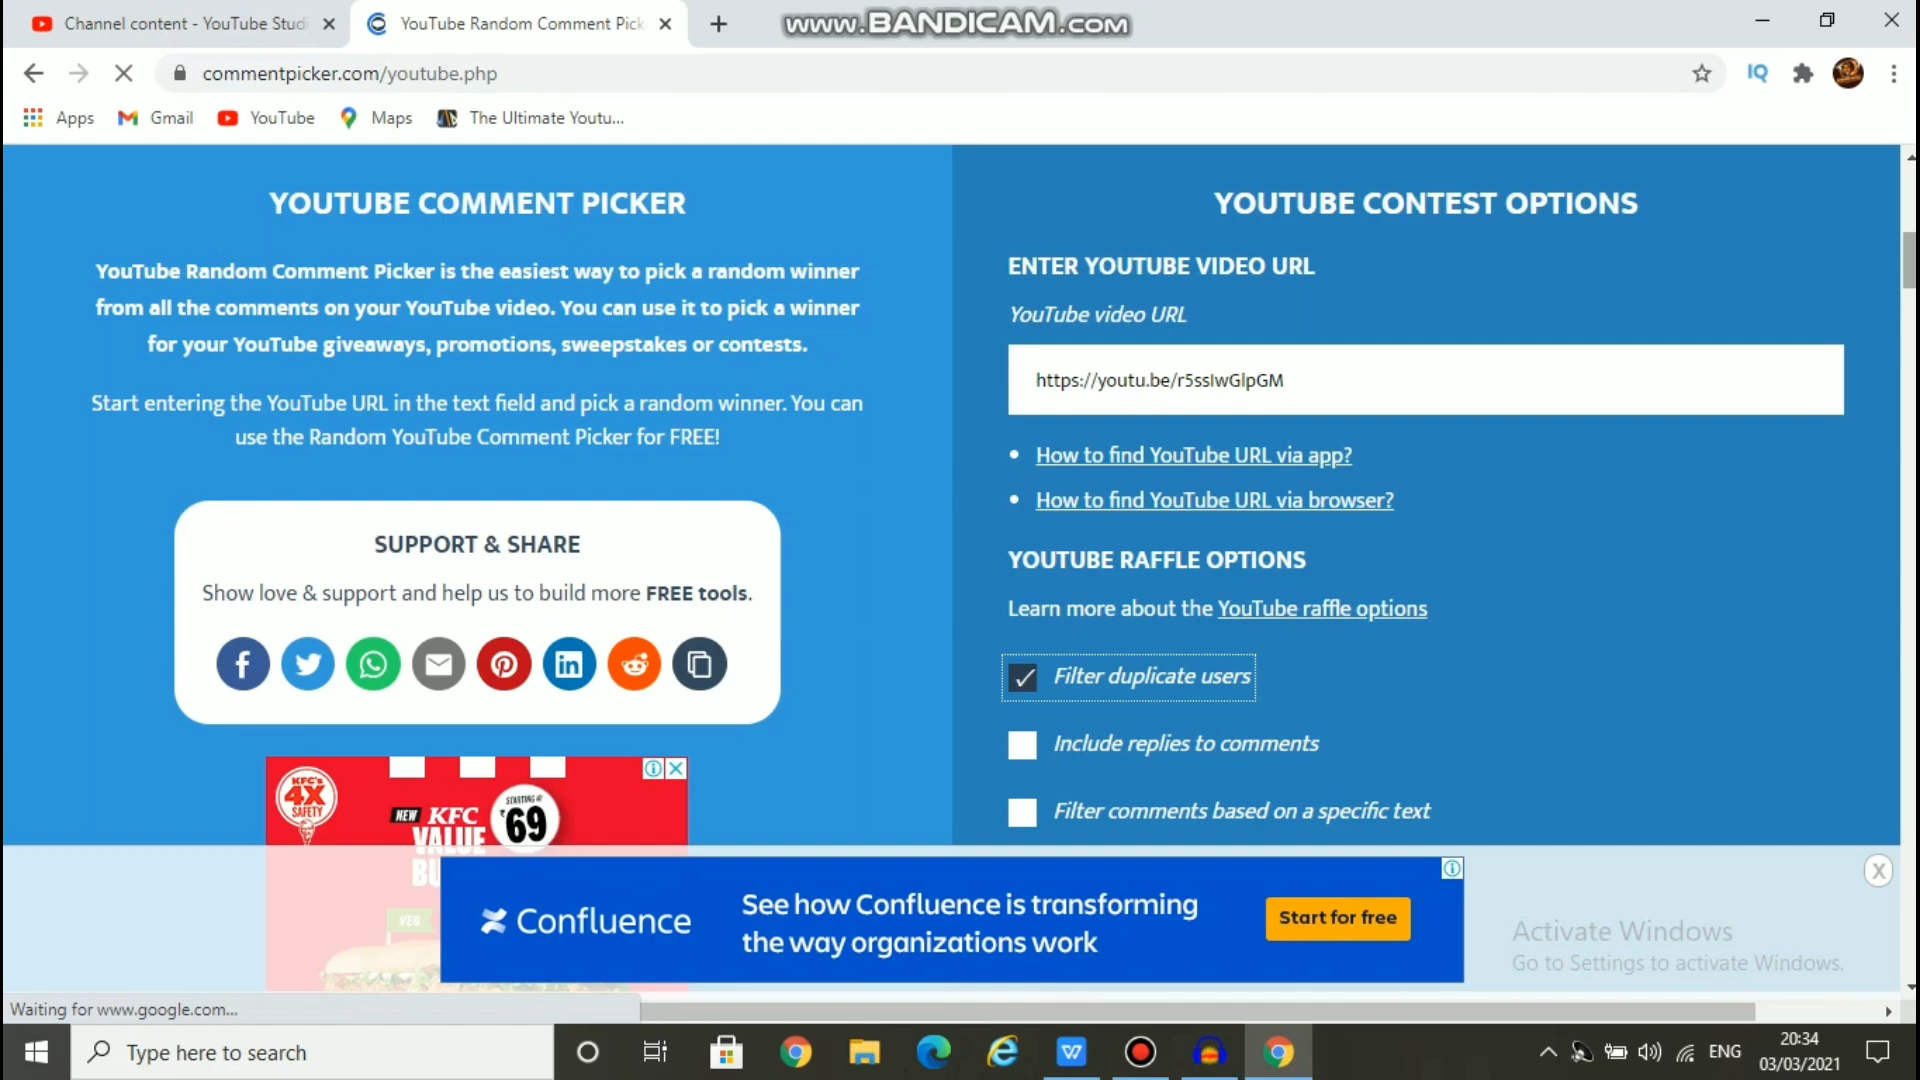 Channel content - YouTube Studi
YouTube Random Comment Pick
www.BANDICAM.com
commentpicker.com/youtube.php
IQ
Apps
Gmail
YouTube
Maps
The Ultimate Youtu...
YOUTUBE COMMENT PICKER
YouTube Random Comment Picker is the easiest way to pick a random winner
from all the comments on your YouTube video. You can use it to pick a winner
for your YouTube giveaways, promotions, sweepstakes or contests.
Start entering the YouTube URL in the text field and pick a random winner. You can
use the Random YouTube Comment Picker for FREE!
SUPPORT & SHARE
Show love & support and help us to build more FREE tools.
KFC's
4X
SAFETY
NEW KFC
VALUE
BU
STARTING @
₹69
VEG
YOUTUBE CONTEST OPTIONS
ENTER YOUTUBE VIDEO URL
YouTube video URL
https://youtu.be/r5ssIwGlpGM
How to find YouTube URL via app?
How to find YouTube URL via browser?
YOUTUBE RAFFLE OPTIONS
Learn more about the YouTube raffle options
Filter duplicate users
Include replies to comments
Filter comments based on a specific text
Confluence
See how Confluence is transforming
the way organizations work
Start for free
X
Activate Windows
Go to Settings to activate Windows.
Waiting for www.google.com...
Type here to search
ENG
20:34
03/03/2021